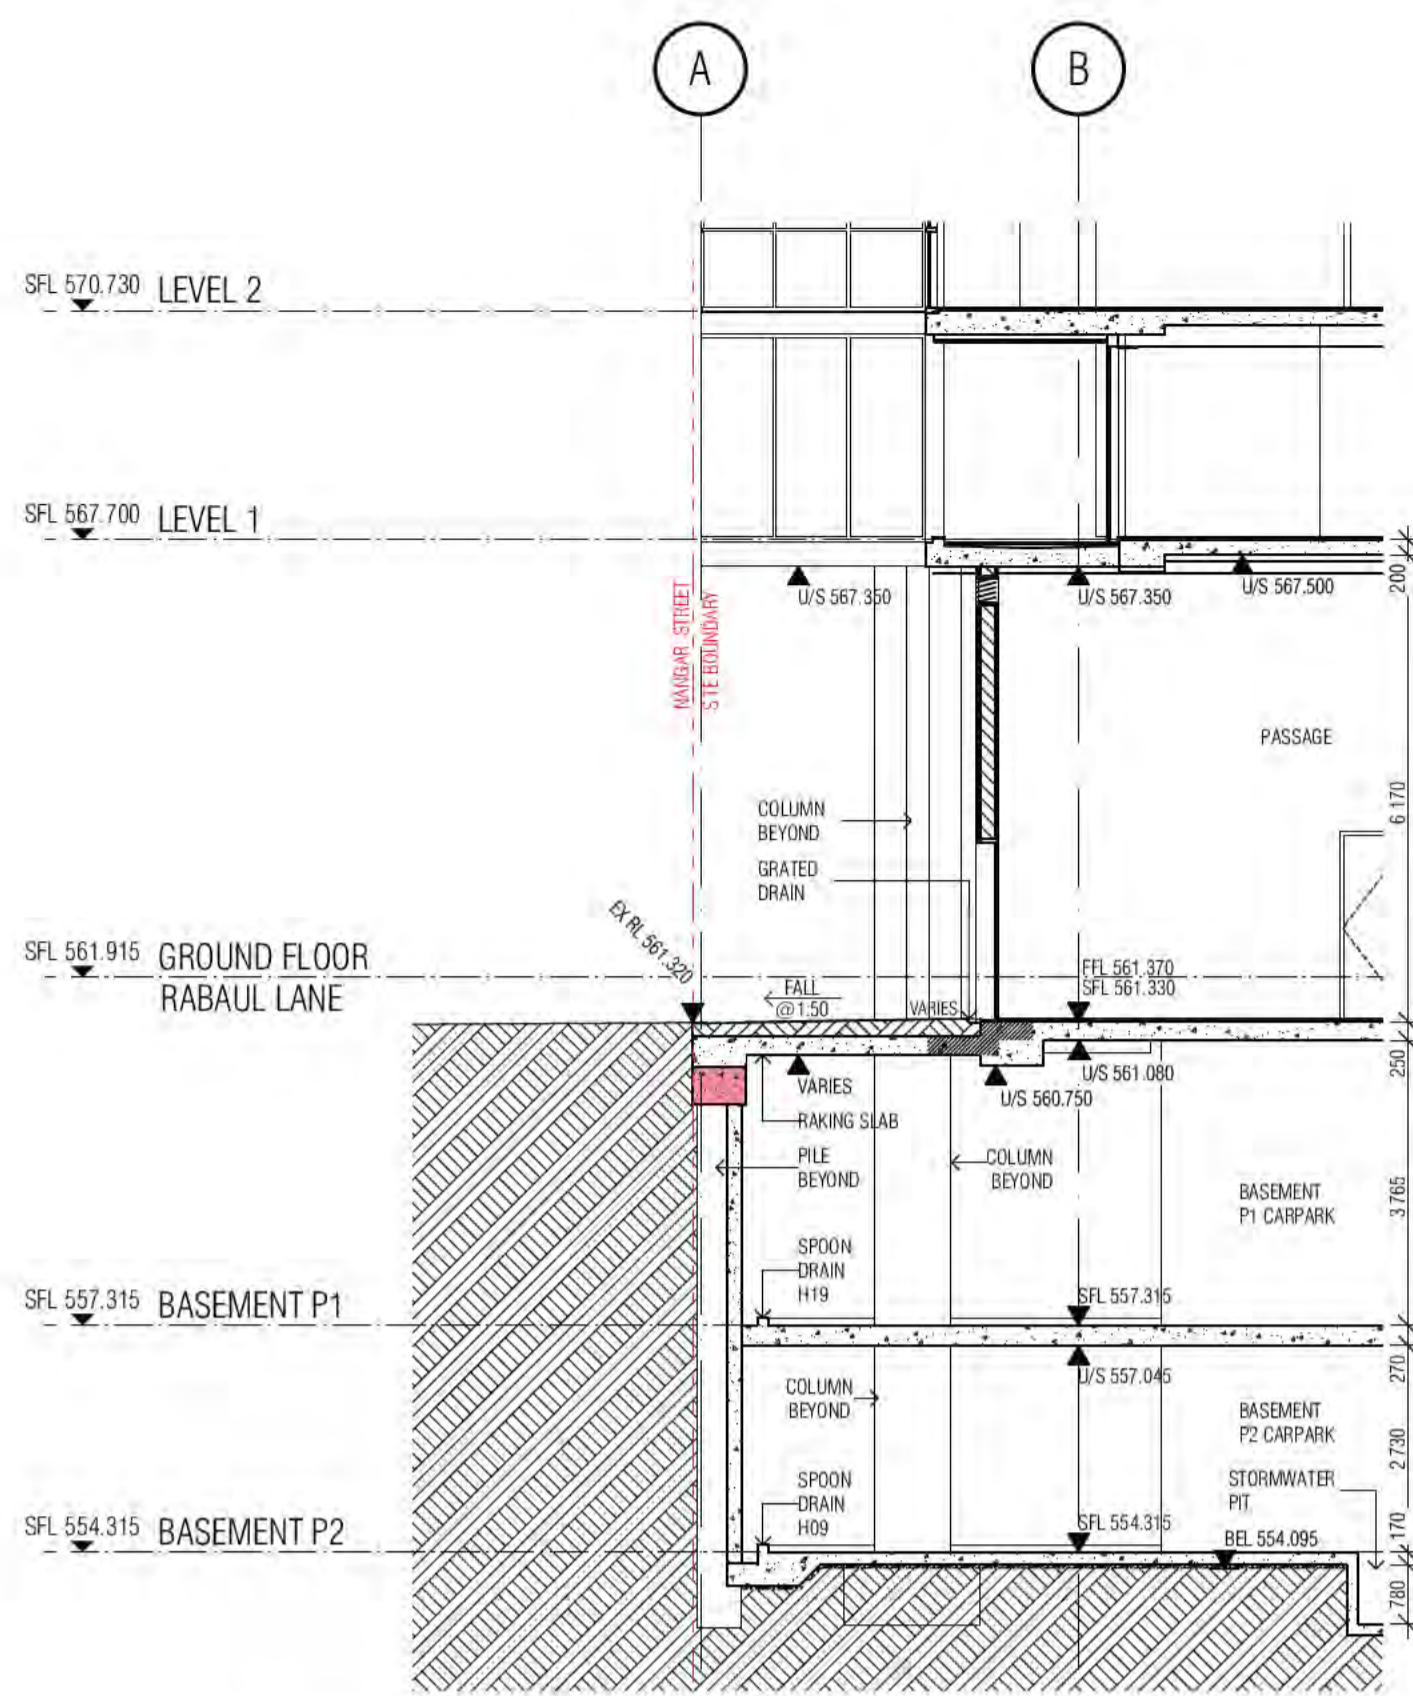 A
B
SFL 570.730 LEVEL 2
SFL 567.700 LEVEL 1
200
U/S 567.350
U/S 567.350
U/S 567.500
NANGAR STREET
S TE BOUNDARY
PASSAGE
6 170
COLUMN
BEYOND
GRATED
DRAIN
EX RL 561.320
SFL 561.915 GROUND FLOOR
RABAUL LANE
FFL 561.370
SFL 561.330
FALL
@ 1:50
VARIES
250
VARIES
U/S 561.080
U/S 560.750
RAKING SLAB
PILE
BEYOND
COLUMN
BEYOND
BASEMENT
P1 CARPARK
3 765
SPOON
DRAIN
H19
SFL 557.315 BASEMENT P1
SFL 557.315
270
U/S 557.045
COLUMN
BEYOND
BASEMENT
P2 CARPARK
2 730
STORMWATER
PIT
SPOON
DRAIN
H09
SFL 554.315 BASEMENT P2
SFL 554.315
BEL 554.095
170
780